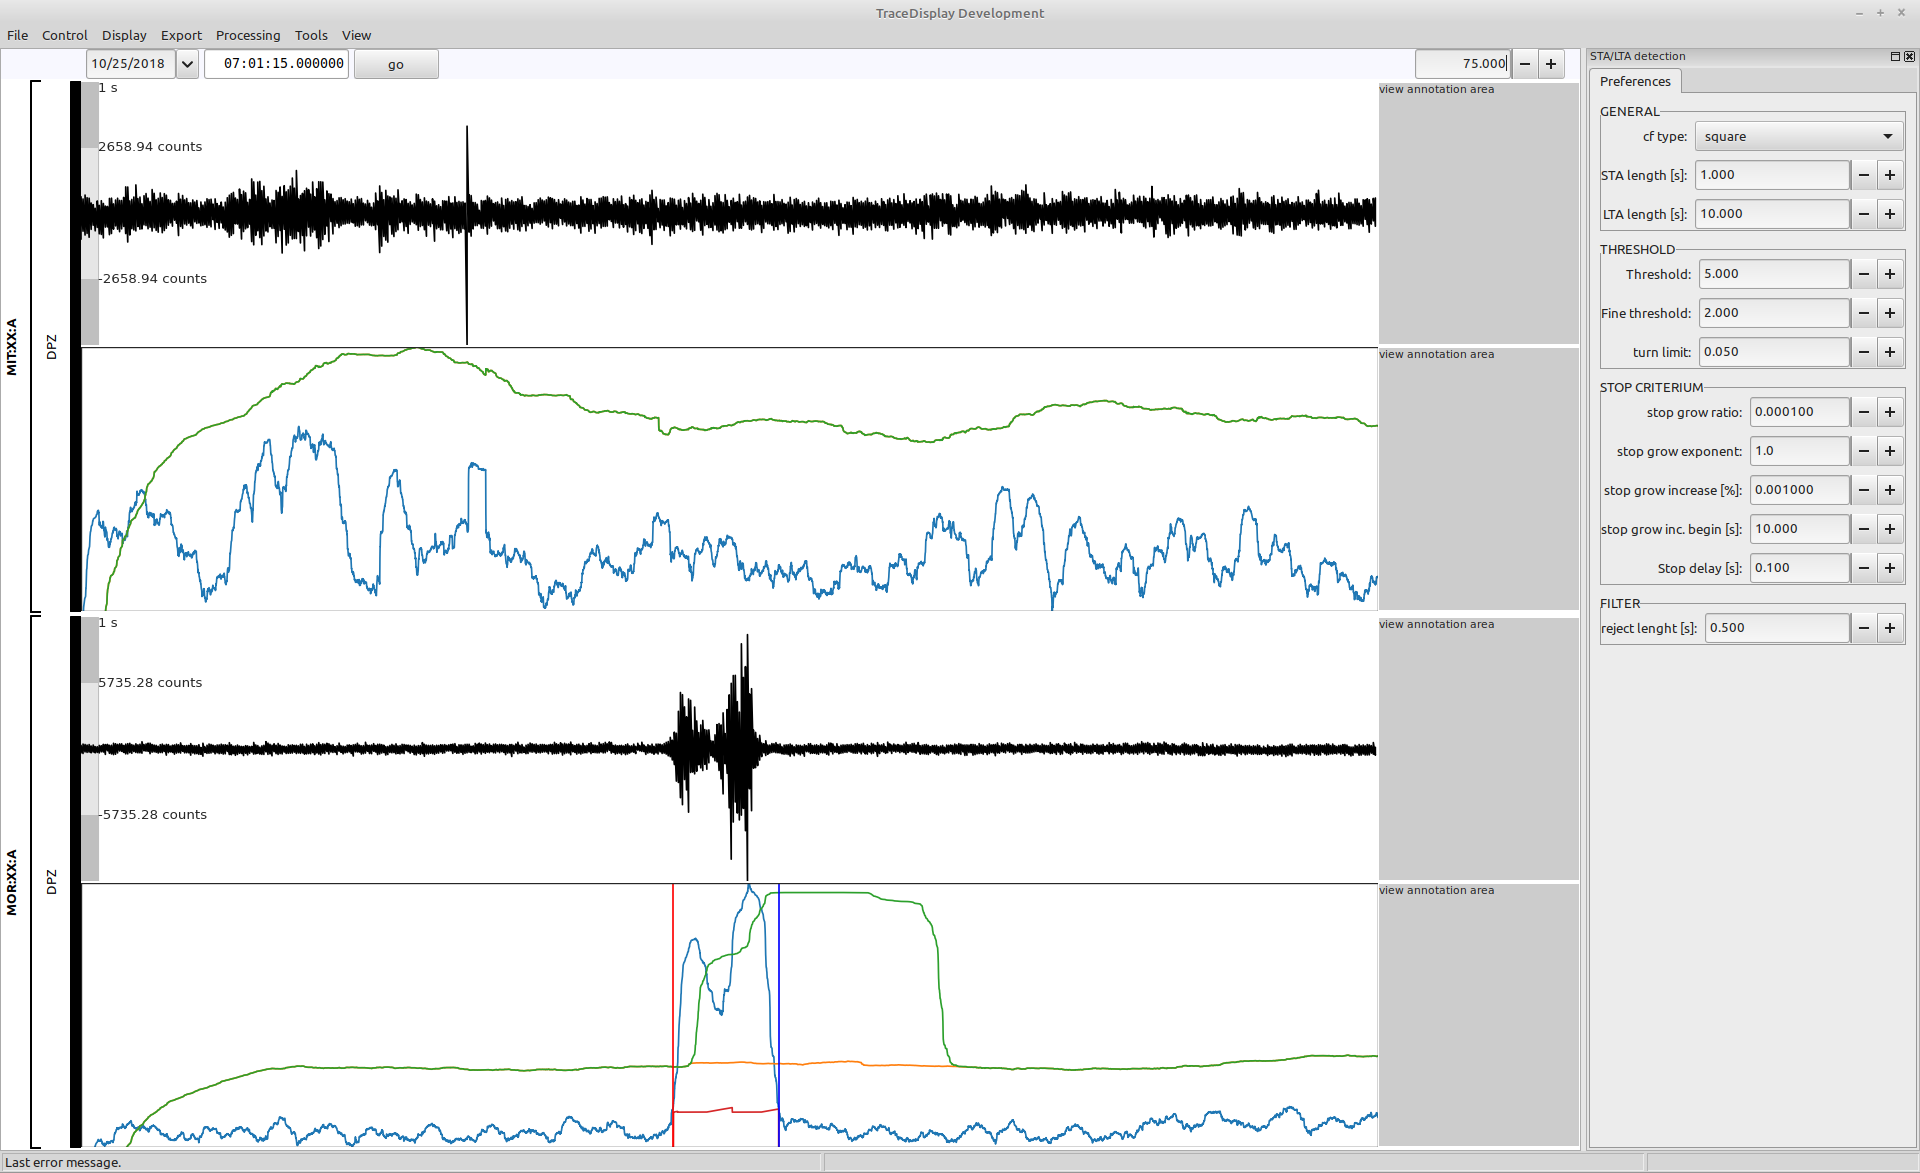 TraceDisplay Development
File Control Display Export Processing Tools View
10/25/2018 07:01:15.000000 go 75.000
1 s
2658.94 counts
-2658.94 counts
view annotation area
view annotation area
MIT:XX:A
DPZ
1 s
5735.28 counts
-5735.28 counts
view annotation area
view annotation area
MOR:XX:A
DPZ
STA/LTA detection
Preferences
GENERAL
cf type: square
STA length [s]: 1.000
LTA length [s]: 10.000
THRESHOLD
Threshold: 5.000
Fine threshold: 2.000
turn limit: 0.050
STOP CRITERIUM
stop grow ratio: 0.000100
stop grow exponent: 1.0
stop grow increase [%]: 0.001000
stop grow inc. begin [s]: 10.000
Stop delay [s]: 0.100
FILTER
reject lenght [s]: 0.500
Last error message.